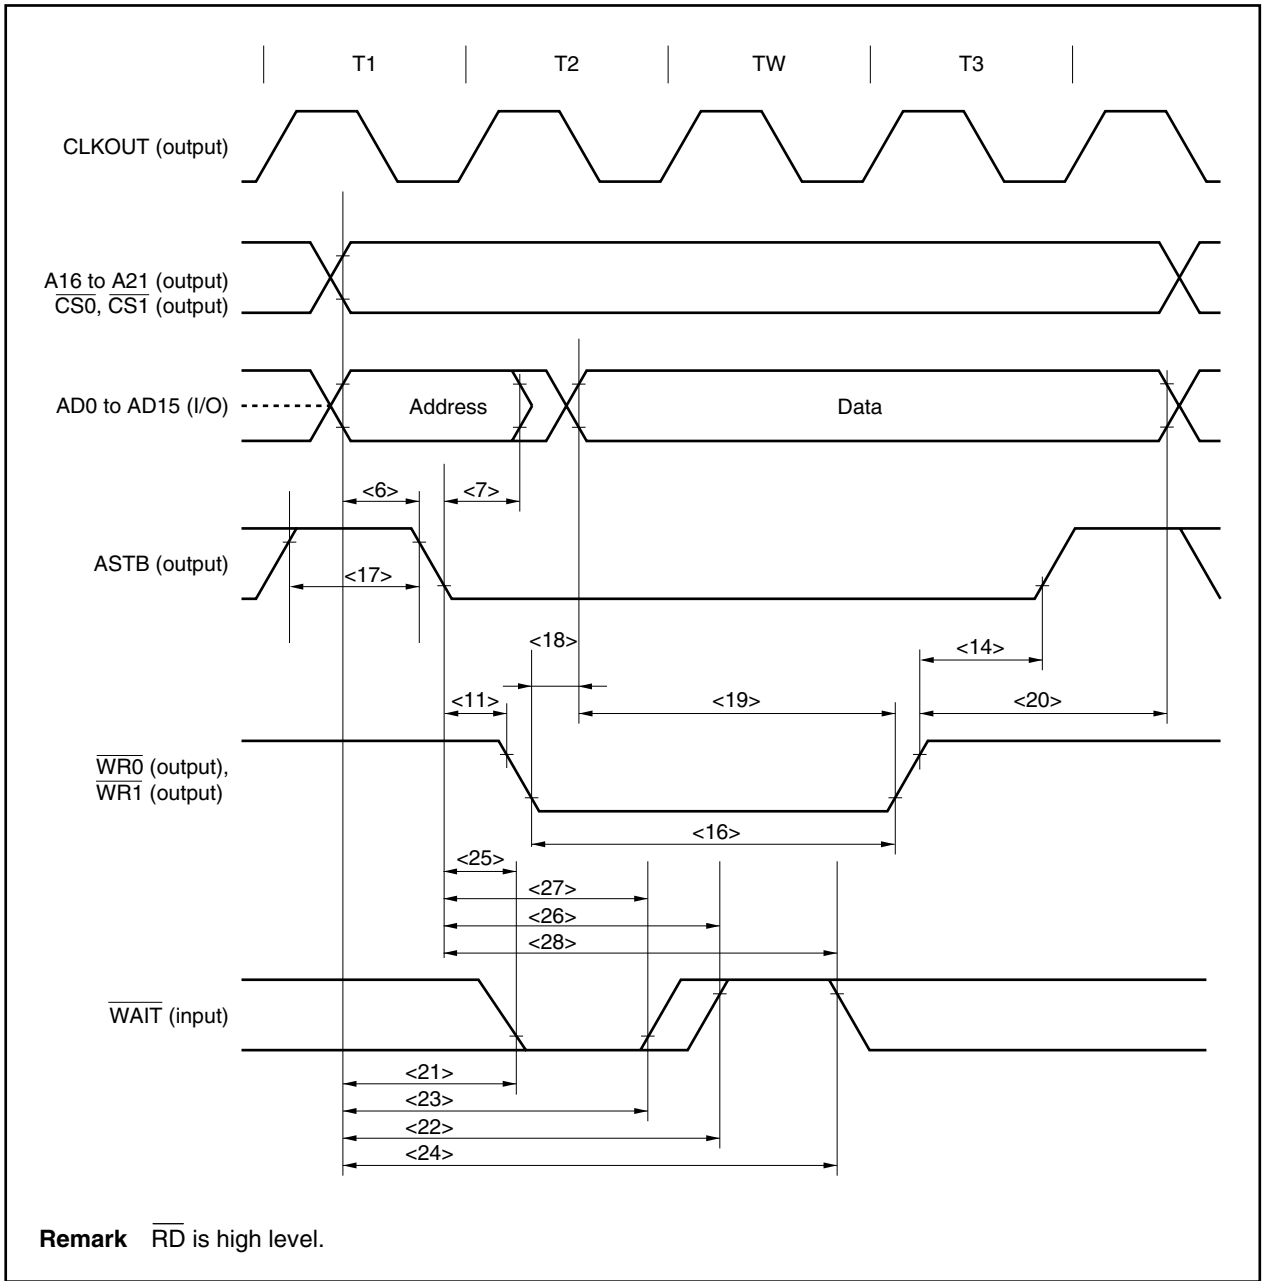 T1 T2 TW T3
CLKOUT (output)
A16 to A21 (output)
CS0, CS1 (output)
AD0 to AD15 (I/O)
Address
Data
<6>
<7>
ASTB (output)
<17>
<18>
<14>
<11>
<19>
<20>
WR0 (output),
WR1 (output)
<16>
<25>
<27>
<26>
<28>
WAIT (input)
<21>
<23>
<22>
<24>
Remark RD is high level.